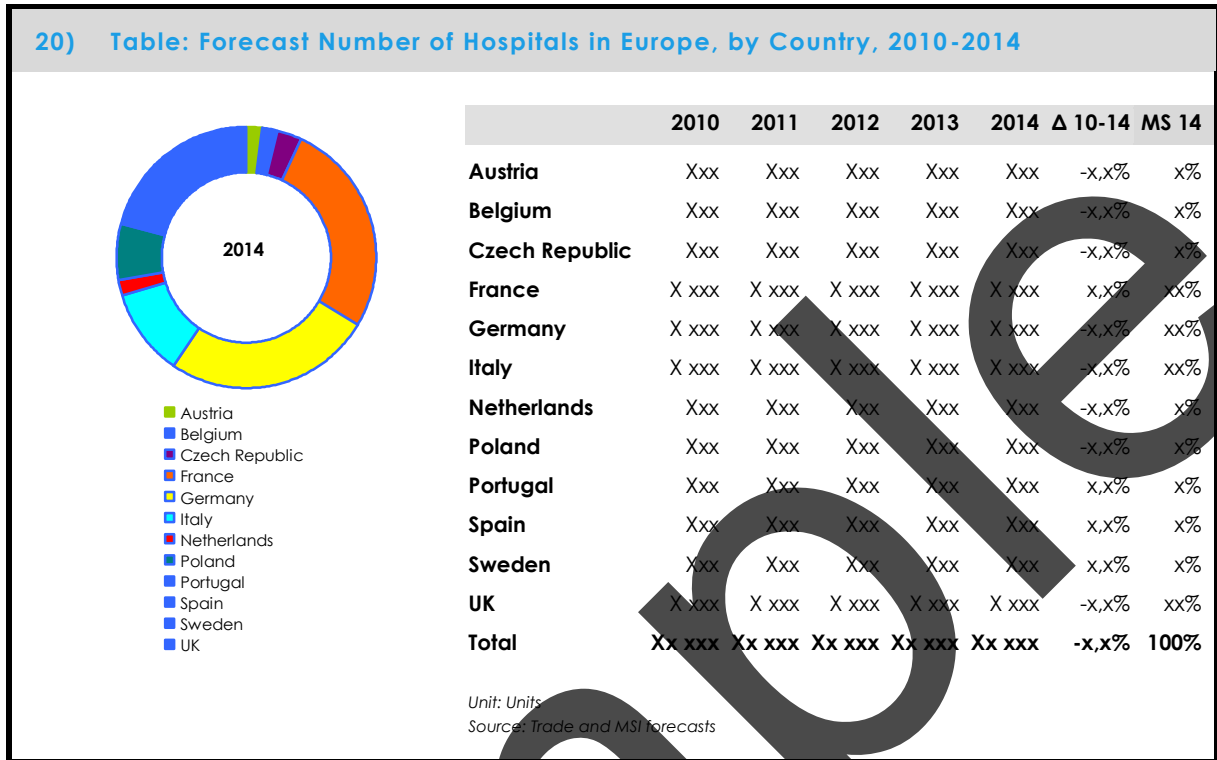 20) Table: Forecast Number of Hospitals in Europe, by Country, 2010-2014
2010 2011 2012 2013 2014 Δ 10-14 MS 14
Austria Xxx Xxx Xxx Xxx Xxx -x,x% x%
Belgium Xxx Xxx Xxx Xxx Xxx -x,x% x%
Czech Republic Xxx Xxx Xxx Xxx Xxx -x,x% x%
France X xxx X xxx X xxx X xxx X xxx x,x% xx%
Germany X xxx X xxx X xxx X xxx X xxx -x,x% xx%
Italy X xxx X xxx X xxx X xxx X xxx -x,x% xx%
Netherlands Xxx Xxx Xxx Xxx Xxx -x,x% x%
Poland Xxx Xxx Xxx Xxx Xxx -x,x% x%
Portugal Xxx Xxx Xxx Xxx Xxx x,x% x%
Spain Xxx Xxx Xxx Xxx Xxx x,x% x%
Sweden Xxx Xxx Xxx Xxx Xxx x,x% x%
UK X xxx X xxx X xxx X xxx X xxx -x,x% xx%
Total Xx xxx Xx xxx Xx xxx Xx xxx Xx xxx -x,x% 100%
Unit: Units
Source: Trade and MSI forecasts
2014
Austria
Belgium
Czech Republic
France
Germany
Italy
Netherlands
Poland
Portugal
Spain
Sweden
UK